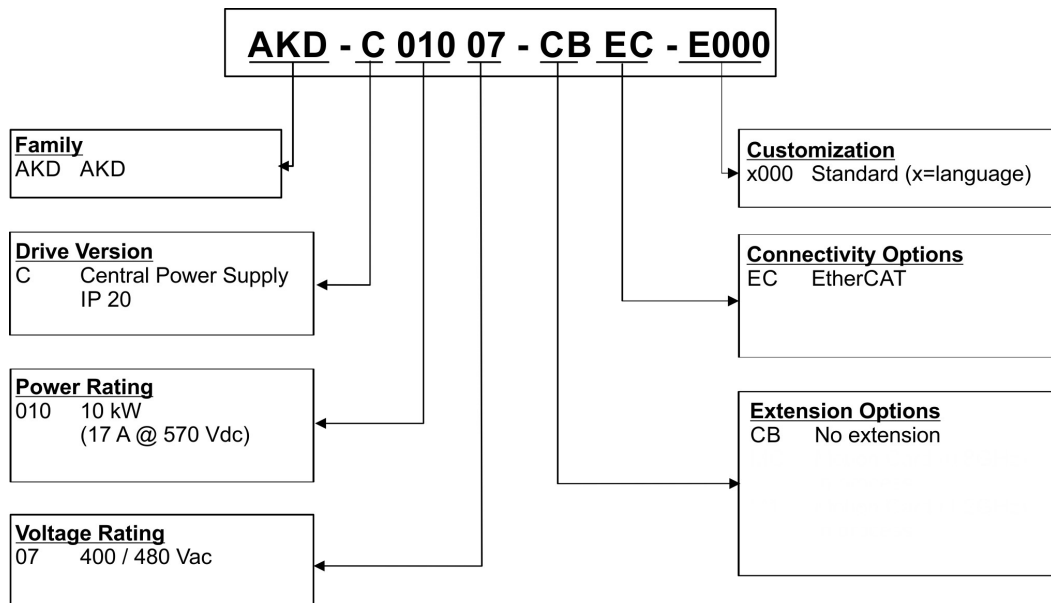 AKD - C 010 07 - CB EC - E000
Family
AKD AKD
Drive Version
C Central Power Supply
IP 20
Power Rating
010 10 kW
(17 A @ 570 Vdc)
Voltage Rating
07 400 / 480 Vac
Customization
x000 Standard (x=language)
Connectivity Options
EC EtherCAT
Extension Options
CB No extension